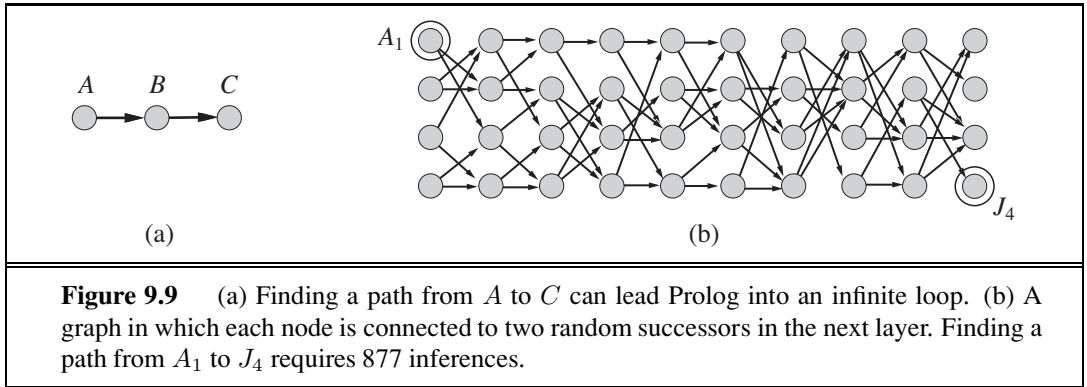 A B C
(a)
A1
J4
(b)
Figure 9.9 (a) Finding a path from A to C can lead Prolog into an infinite loop. (b) A
graph in which each node is connected to two random successors in the next layer. Finding a
path from A1 to J4 requires 877 inferences.